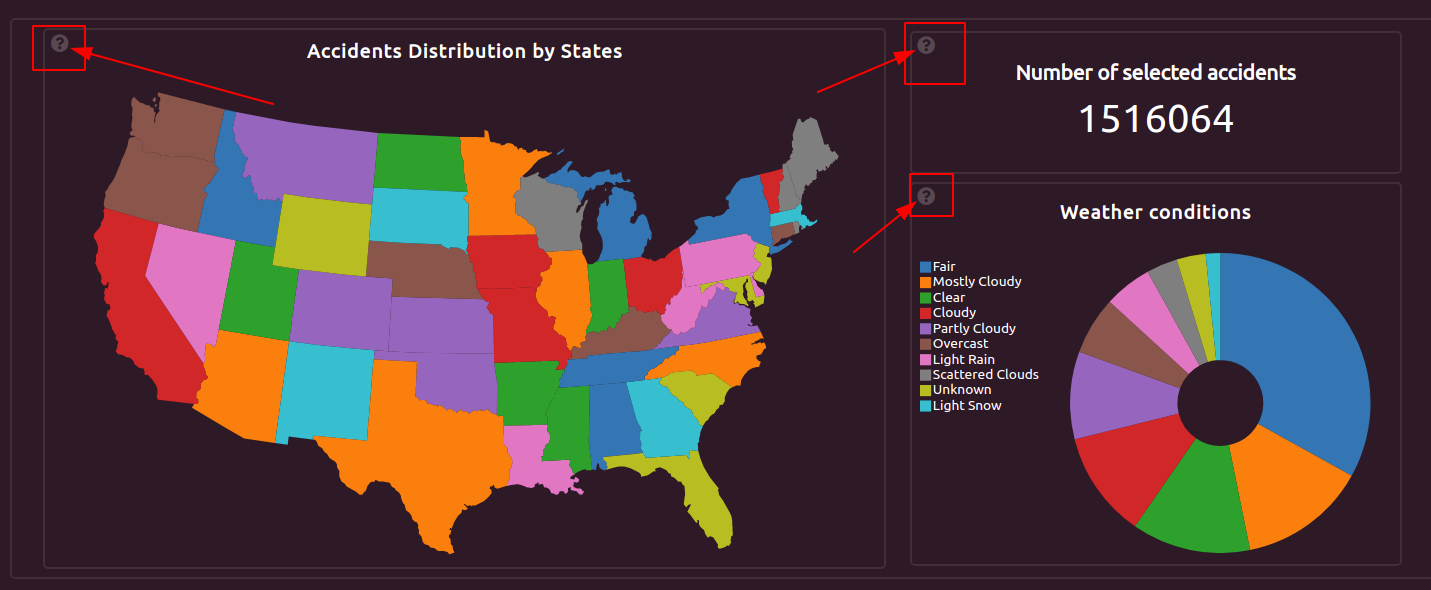 ?
Accidents Distribution by States
?
Number of selected accidents
1516064
?
Weather conditions
Fair
Mostly Cloudy
Clear
Cloudy
Partly Cloudy
Overcast
Light Rain
Scattered Clouds
Unknown
Light Snow